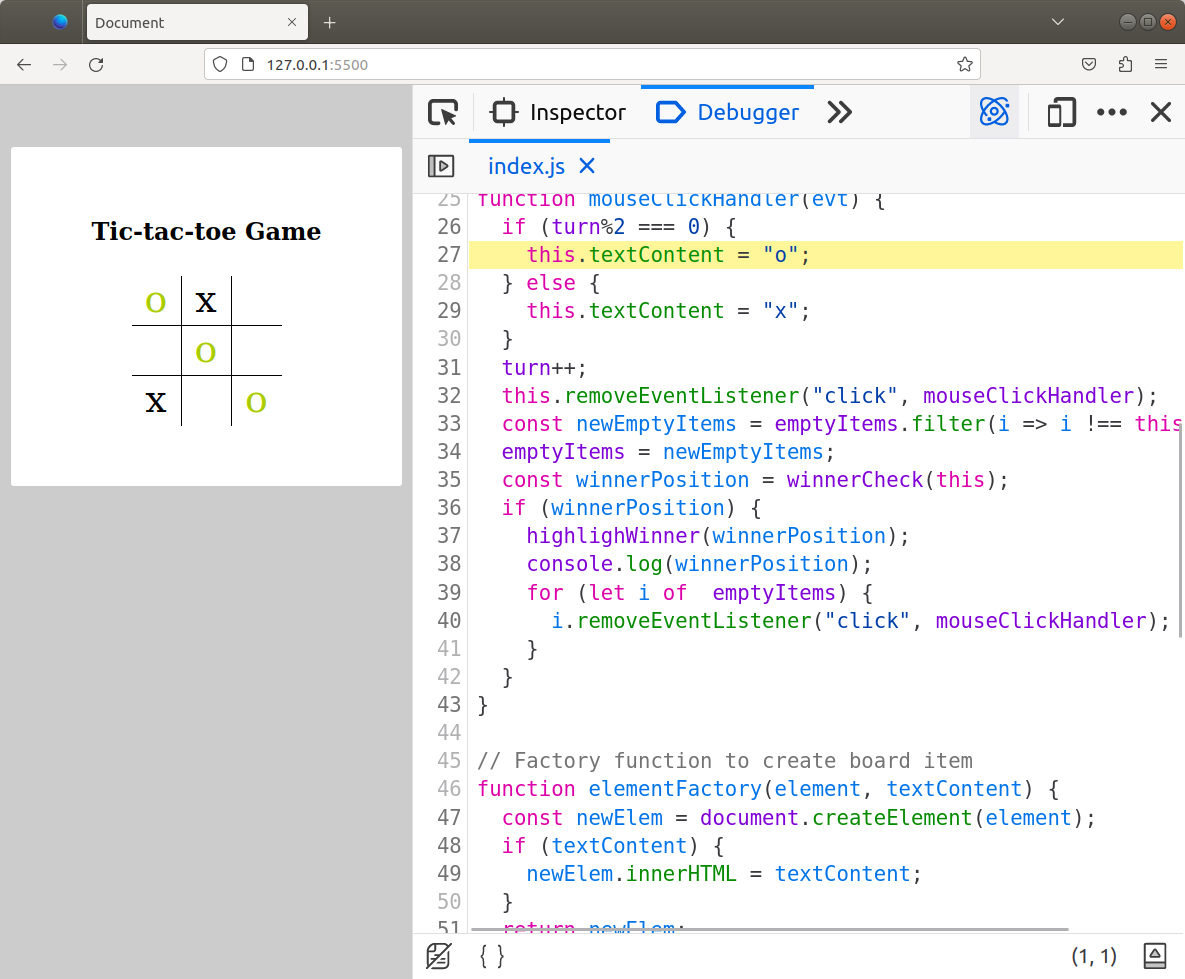 Document
127.0.0.1:5500
Inspector
Debugger
index.js
Tic-tac-toe Game
o x
o
x o
25 function mouseClickHandler(evt) {
26 if (turn%2 === 0) {
27 this.textContent = "o";
28 } else {
29 this.textContent = "x";
30 }
31 turn++;
32 this.removeEventListener("click", mouseClickHandler);
33 const newEmptyItems = emptyItems.filter(i => i !== this
34 emptyItems = newEmptyItems;
35 const winnerPosition = winnerCheck(this);
36 if (winnerPosition) {
37 highlighWinner(winnerPosition);
38 console.log(winnerPosition);
39 for (let i of  emptyItems) {
40 i.removeEventListener("click", mouseClickHandler);
41 }
42 }
43 }
44
45 // Factory function to create board item
46 function elementFactory(element, textContent) {
47 const newElem = document.createElement(element);
48 if (textContent) {
49 newElem.innerHTML = textContent;
50 }
51 return newElem;
{ }
(1, 1)